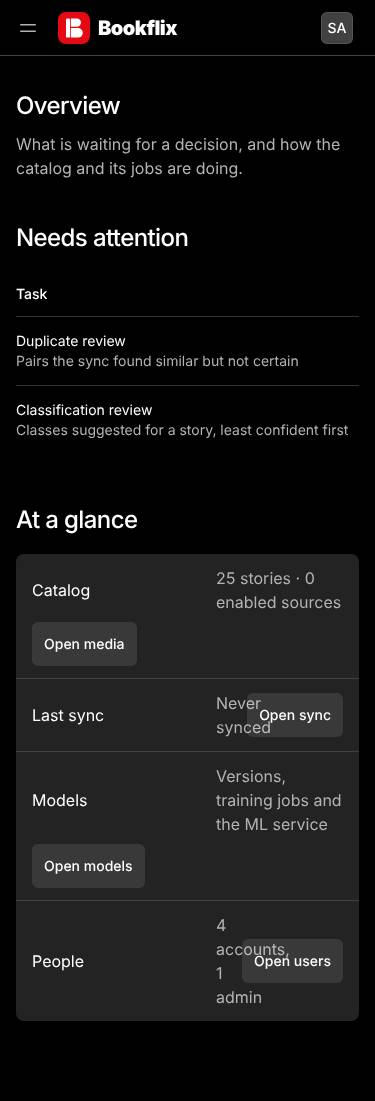 Bookflix
SA
Overview
What is waiting for a decision, and how the
catalog and its jobs are doing.
Needs attention
Task
Duplicate review
Pairs the sync found similar but not certain
Classification review
Classes suggested for a story, least confident first
At a glance
Catalog
25 stories · 0
enabled sources
Open media
Last sync
Never
synced
Open sync
Models
Versions,
training jobs and
the ML service
Open models
People
4
accounts,
1
admin
Open users